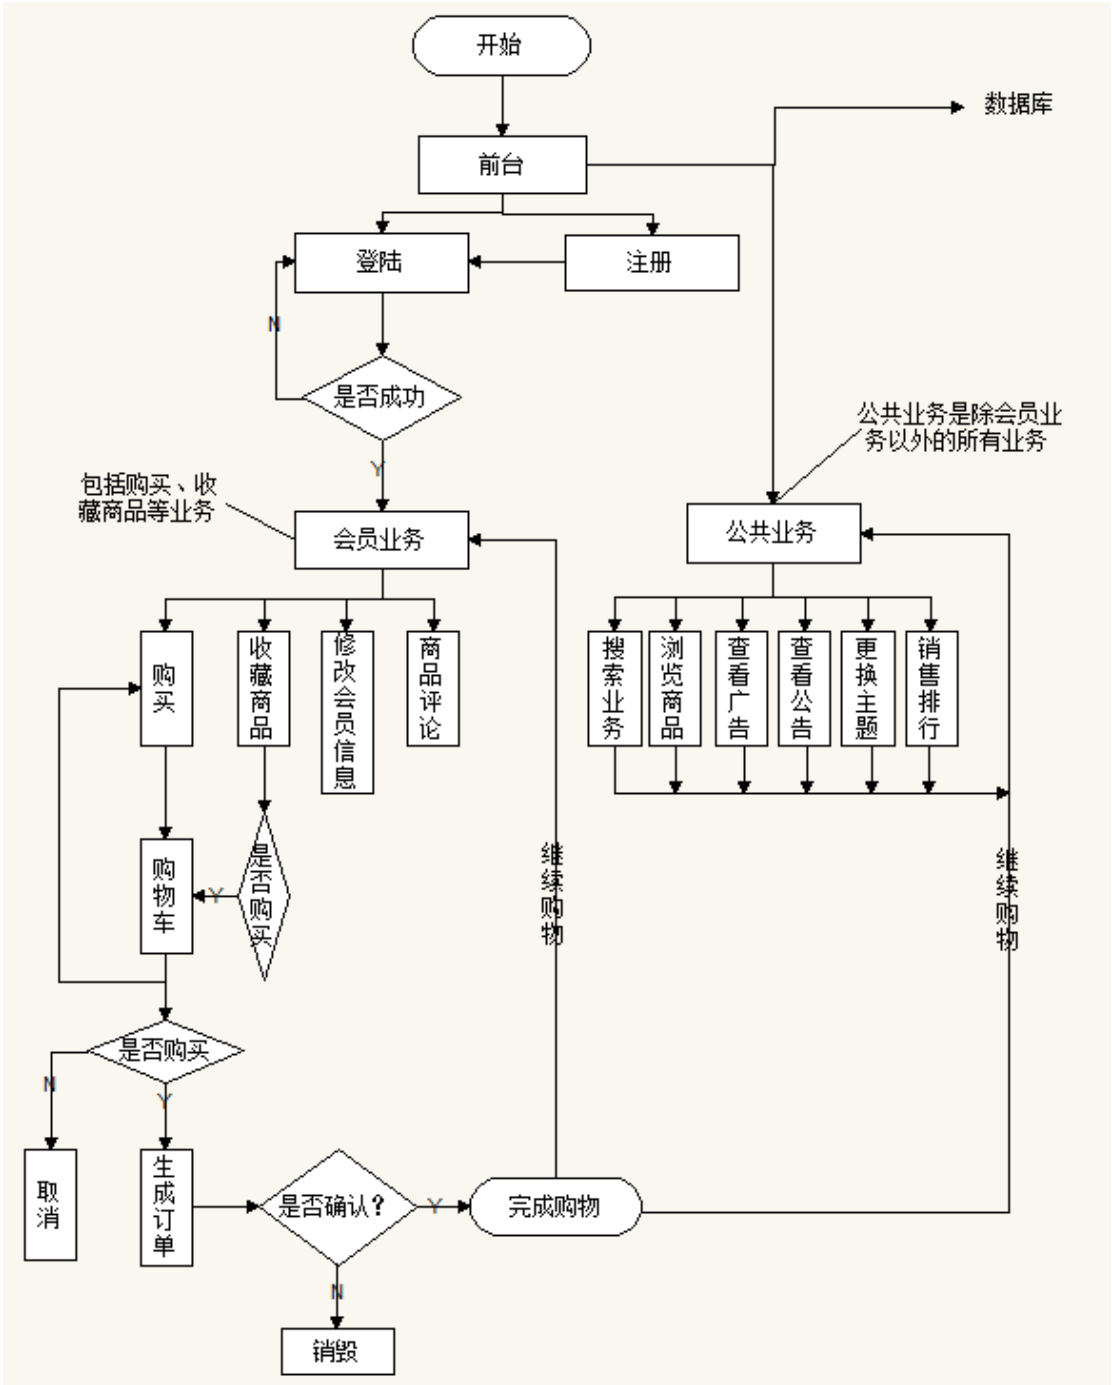 开始
数据库
前台
登陆
注册
N
是否成功
公共业务是除会员业
务以外的所有业务
Y
包括购买、收
藏商品等业务
会员业务
公共业务
购买
收藏商品
修改会员信息
商品评论
搜索业务
浏览商品
查看广告
查看公告
更换主题
销售排行
购物车
Y
是否购买
继续购物
继续购物
是否购买
N
Y
取消
生成订单
是否确认？
Y
完成购物
N
销毁